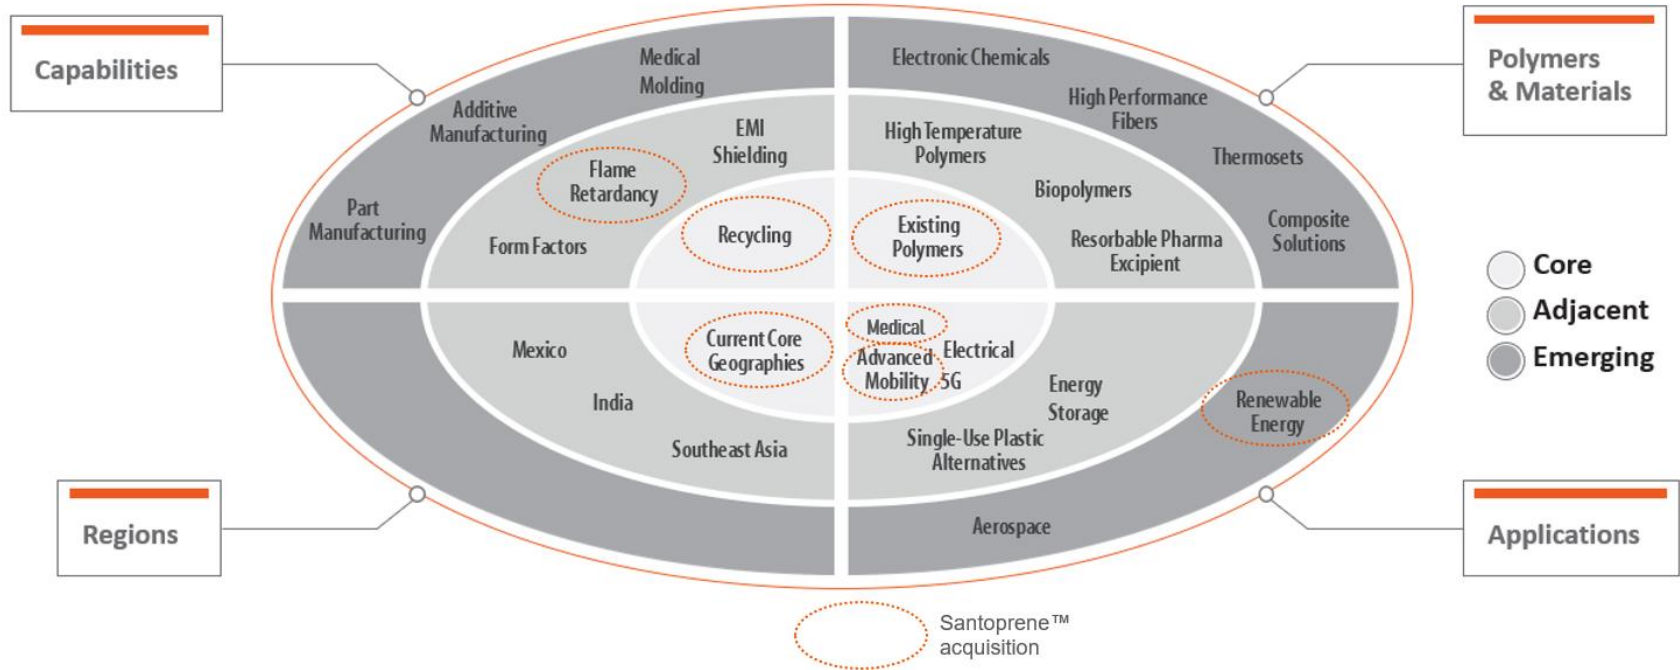 Capabilities
Polymers
& Materials
Medical
Molding
Additive
Manufacturing
Part
Manufacturing
EMI
Shielding
Flame
Retardancy
Form Factors
Recycling
Electronic Chemicals
High Performance
Fibers
Thermosets
Composite
Solutions
High Temperature
Polymers
Biopolymers
Resorbable Pharma
Excipient
Existing
Polymers
Core
Adjacent
Emerging
Current Core
Geographies
Mexico
India
Southeast Asia
Medical
Advanced
Mobility
Electrical
5G
Energy
Storage
Single-Use Plastic
Alternatives
Renewable
Energy
Aerospace
Regions
Applications
Santoprene™
acquisition